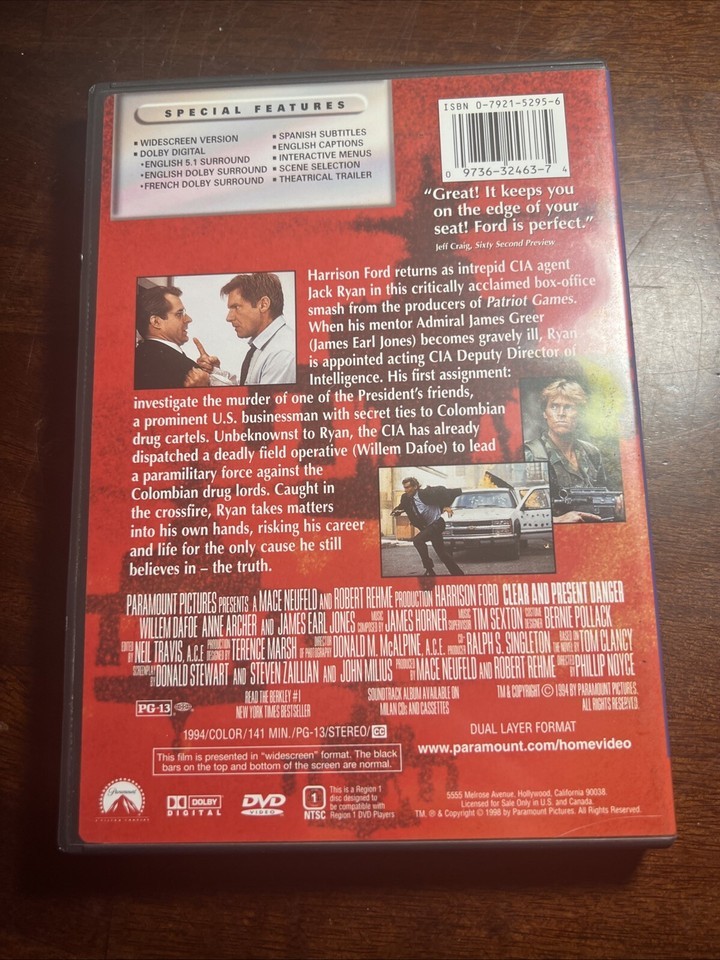 SPECIAL FEATURES
▪ WIDESCREEN VERSION
▪ DOLBY DIGITAL
•ENGLISH 5.1 SURROUND
•ENGLISH DOLBY SURROUND
•FRENCH DOLBY SURROUND
▪ SPANISH SUBTITLES
▪ ENGLISH CAPTIONS
▪ INTERACTIVE MENUS
▪ SCENE SELECTION
▪ THEATRICAL TRAILER
ISBN 0-7921-5295-6
0 9736-32463-7 4
“Great! It keeps you
on the edge of your
seat! Ford is perfect.”
Jeff Craig, Sixty Second Preview
Harrison Ford returns as intrepid CIA agent
Jack Ryan in this critically acclaimed box-office
smash from the producers of Patriot Games.
When his mentor Admiral James Greer
(James Earl Jones) becomes gravely ill, Ryan
is appointed acting CIA Deputy Director of
Intelligence. His first assignment:
investigate the murder of one of the President's friends,
a prominent U.S. businessman with secret ties to Colombian
drug cartels. Unbeknownst to Ryan, the CIA has already
dispatched a deadly field operative (Willem Dafoe) to lead
a paramilitary force against the
Colombian drug lords. Caught in
the crossfire, Ryan takes matters
into his own hands, risking his career
and life for the only cause he still
believes in – the truth.
PARAMOUNT PICTURES PRESENTS A MACE NEUFELD AND ROBERT REHME PRODUCTION HARRISON FORD CLEAR AND PRESENT DANGER
WILLEM DAFOE ANNE ARCHER AND JAMES EARL JONES MUSIC COMPOSED BY JAMES HORNER MUSIC SUPERVISOR TIM SEXTON COSTUME DESIGNER BERNIE POLLACK
EDITED BY NEIL TRAVIS, A.C.E. PRODUCTION DESIGNED BY TERENCE MARSH DIRECTOR OF PHOTOGRAPHY DONALD M. McALPINE, A.C.E. CO-PRODUCER RALPH S. SINGLETON BASED ON THE NOVEL BY TOM CLANCY
SCREENPLAY BY DONALD STEWART AND STEVEN ZAILLIAN AND JOHN MILIUS PRODUCED BY MACE NEUFELD AND ROBERT REHME DIRECTED BY PHILLIP NOYCE
PG-13
READ THE BERKLEY #1
NEW YORK TIMES BESTSELLER
SOUNDTRACK ALBUM AVAILABLE ON
MILAN CDs AND CASSETTES
TM & COPYRIGHT © 1994 BY PARAMOUNT PICTURES.
ALL RIGHTS RESERVED.
1994/COLOR/141 MIN./PG-13/STEREO/CC
DUAL LAYER FORMAT
www.paramount.com/homevideo
This film is presented in "widescreen" format. The black
bars on the top and bottom of the screen are normal.
Paramount
DOLBY
DIGITAL
DVD
VIDEO
1
NTSC
This is a Region 1
disc designed to
be compatible with
Region 1 DVD Players
5555 Melrose Avenue, Hollywood, California 90038.
Licensed for Sale Only in U.S. and Canada.
TM, ® & Copyright © 1998 by Paramount Pictures. All Rights Reserved.